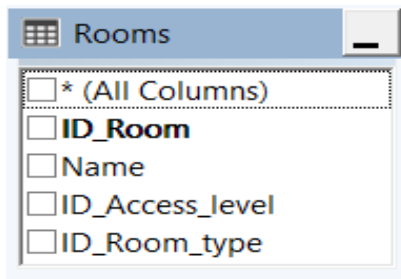 Rooms
* (All Columns)
ID_Room
Name
ID_Access_level
ID_Room_type